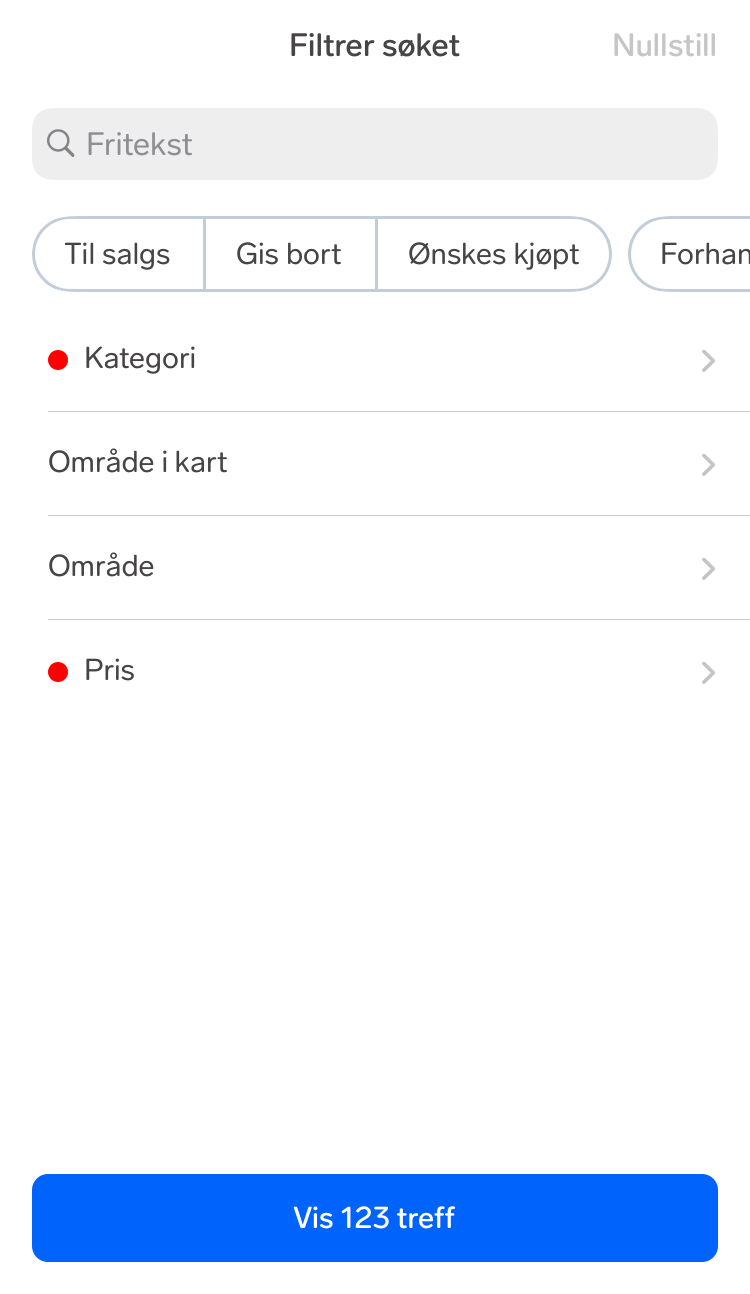 Filtrer søket Nullstill
Fritekst
Til salgs Gis bort Ønskes kjøpt Forhan
Kategori
Område i kart
Område
Pris
Vis 123 treff